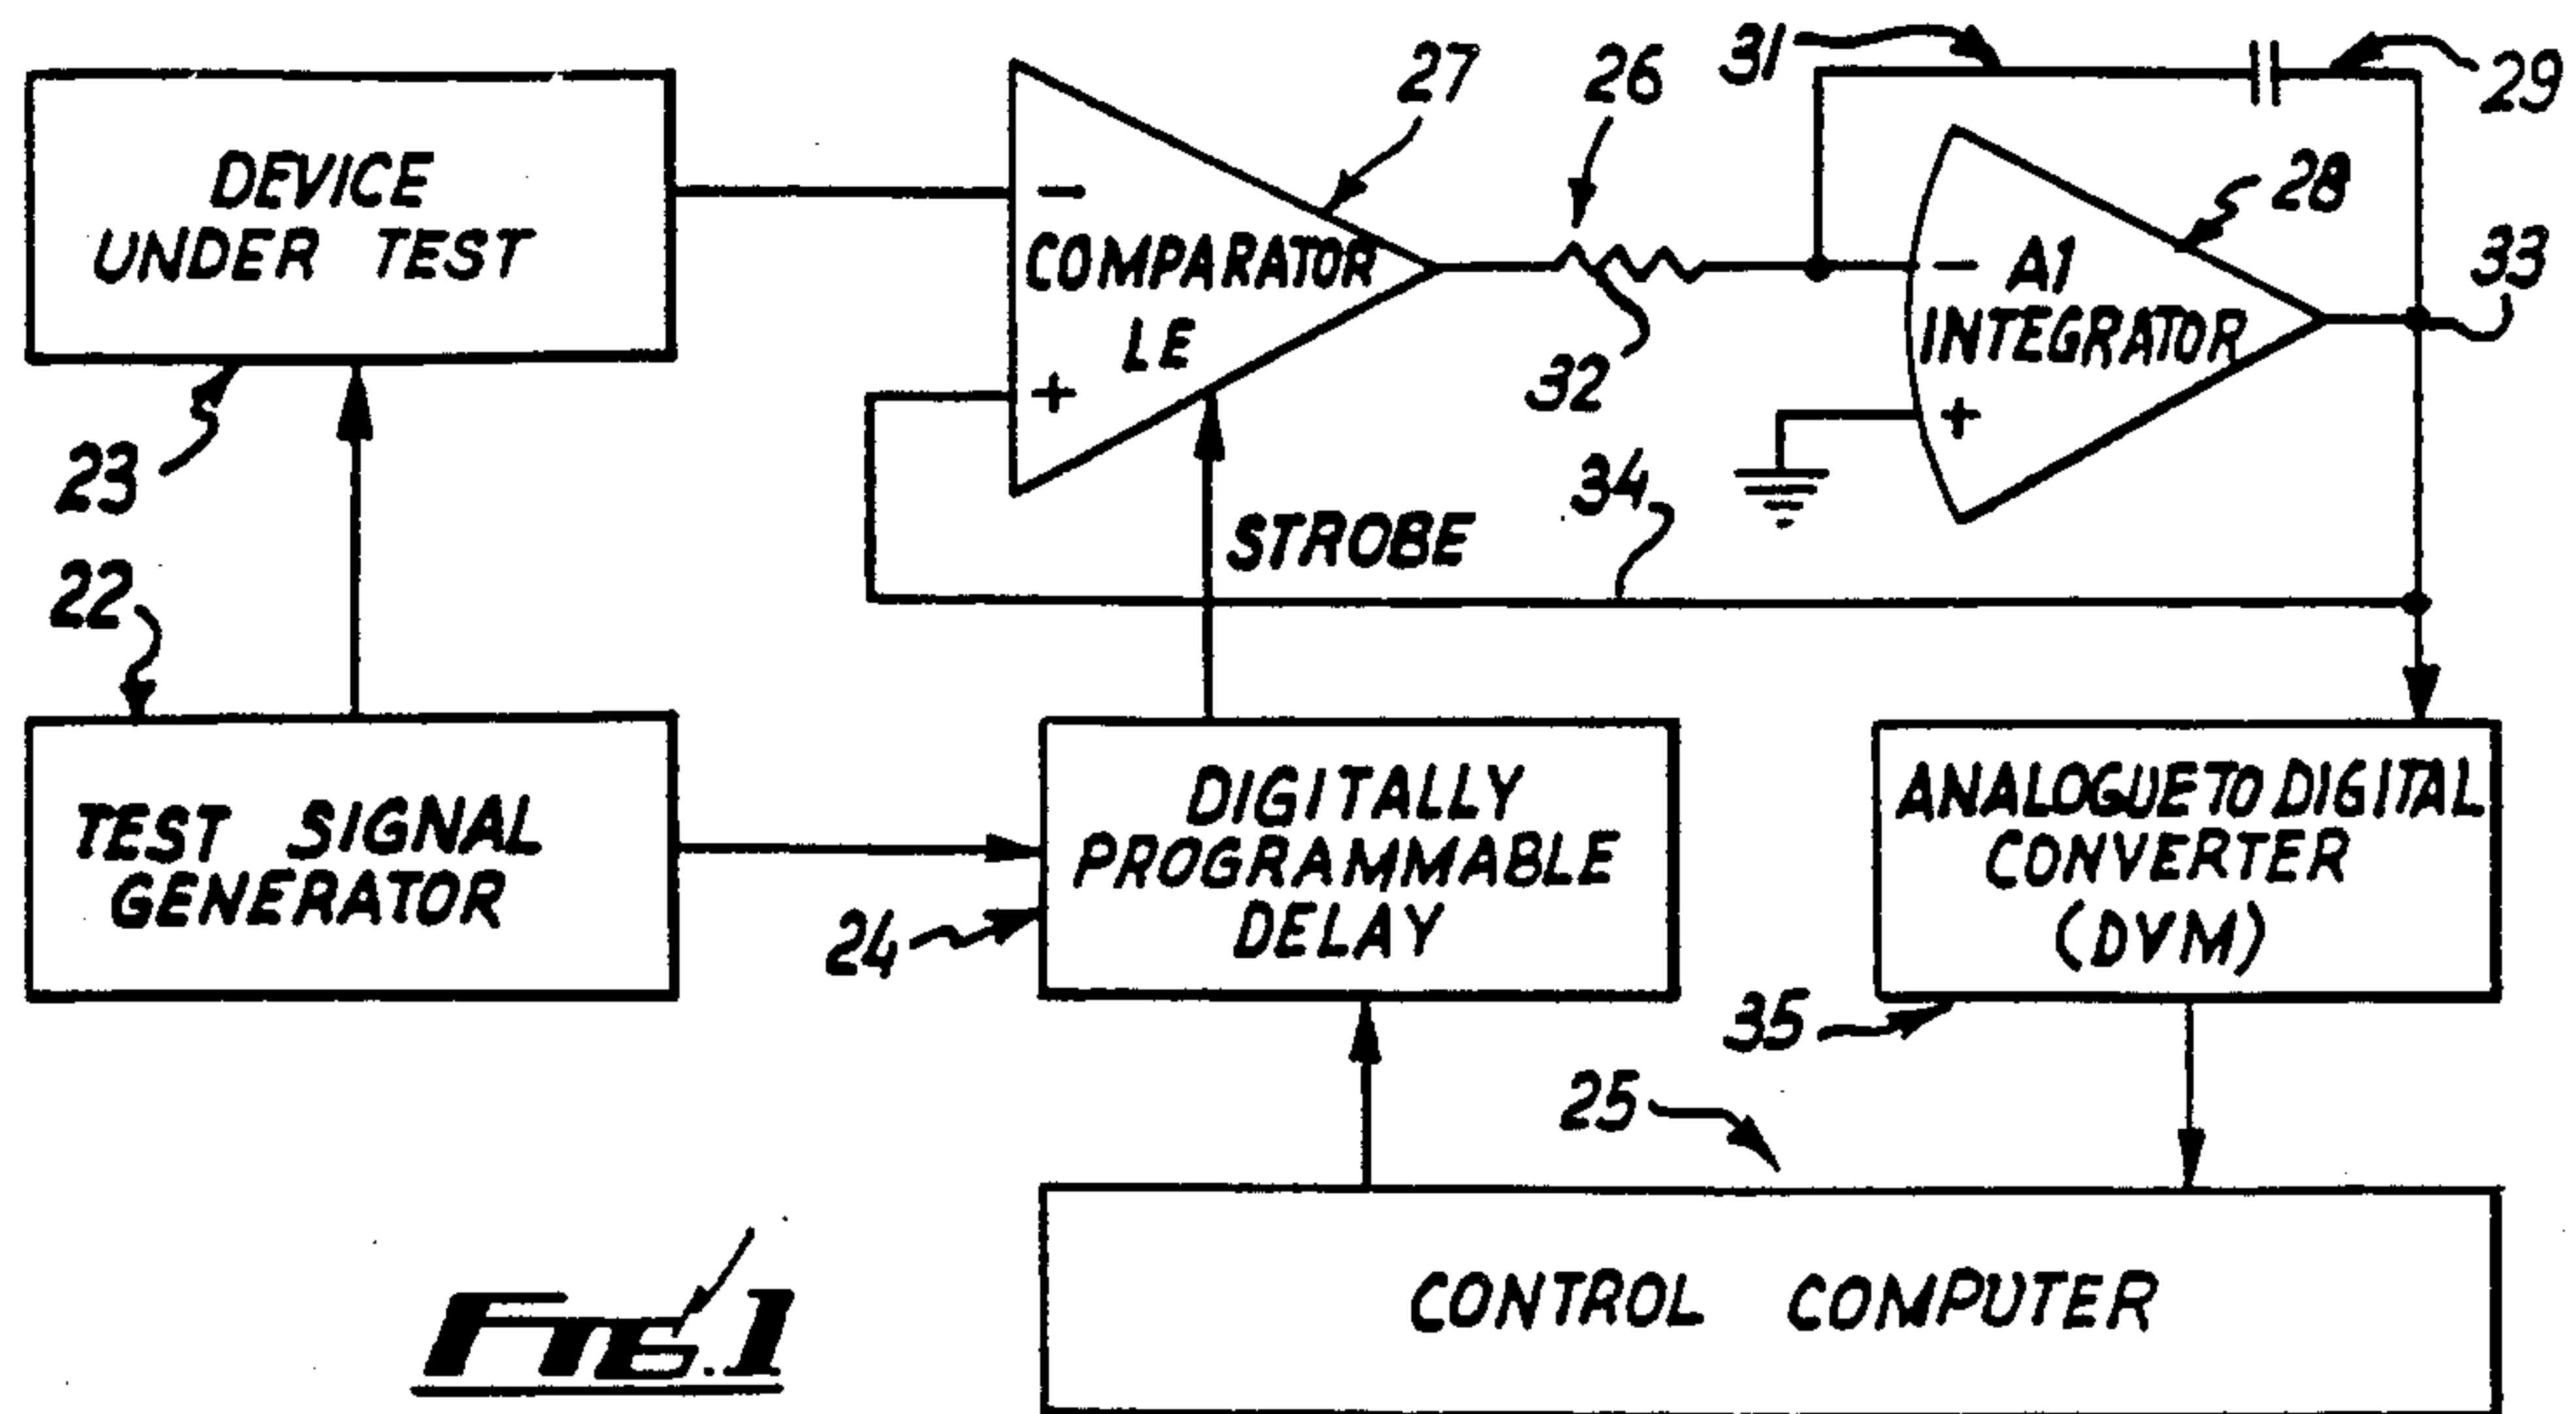 31
29
27
26
DEVICE
UNDER TEST
−
COMPARATOR
LE
+
28
− A1
INTEGRATOR
+
33
32
23
34
STROBE
22
TEST SIGNAL
GENERATOR
24
DIGITALLY
PROGRAMMABLE
DELAY
ANALOGUE TO DIGITAL
CONVERTER
(DVM)
35
25
CONTROL COMPUTER
FIG.1